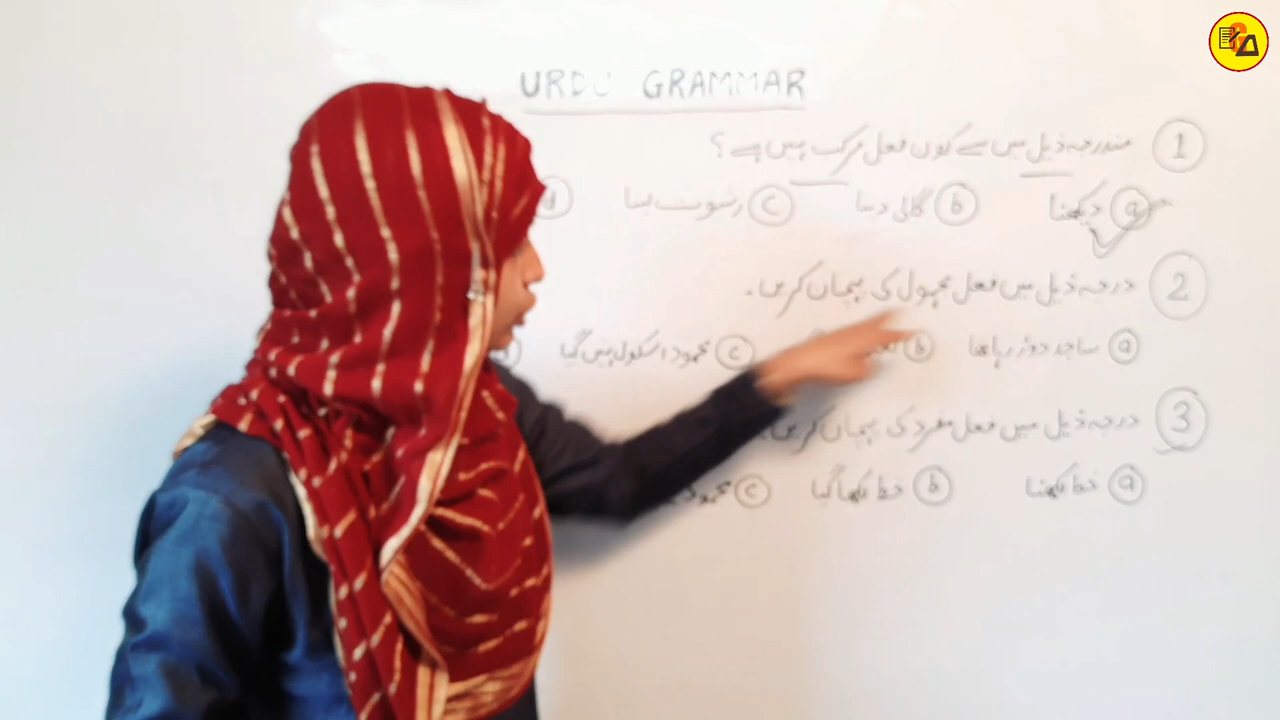 URDU GRAMMAR
1 مندرجہ ذیل میں سے کون فعل مرکب نہیں ہے؟
a دیکھنا b گالی دینا c رشوت لینا d
2 درجہ ذیل میں فعل مجہول کی پہچان کریں۔
a ساجد دوڑ رہا تھا b c محمود اسکول نہیں گیا
3 درجہ ذیل میں فعل مفرد کی پہچان کریں۔
a خط لکھنا b خط لکھا گیا c محمود